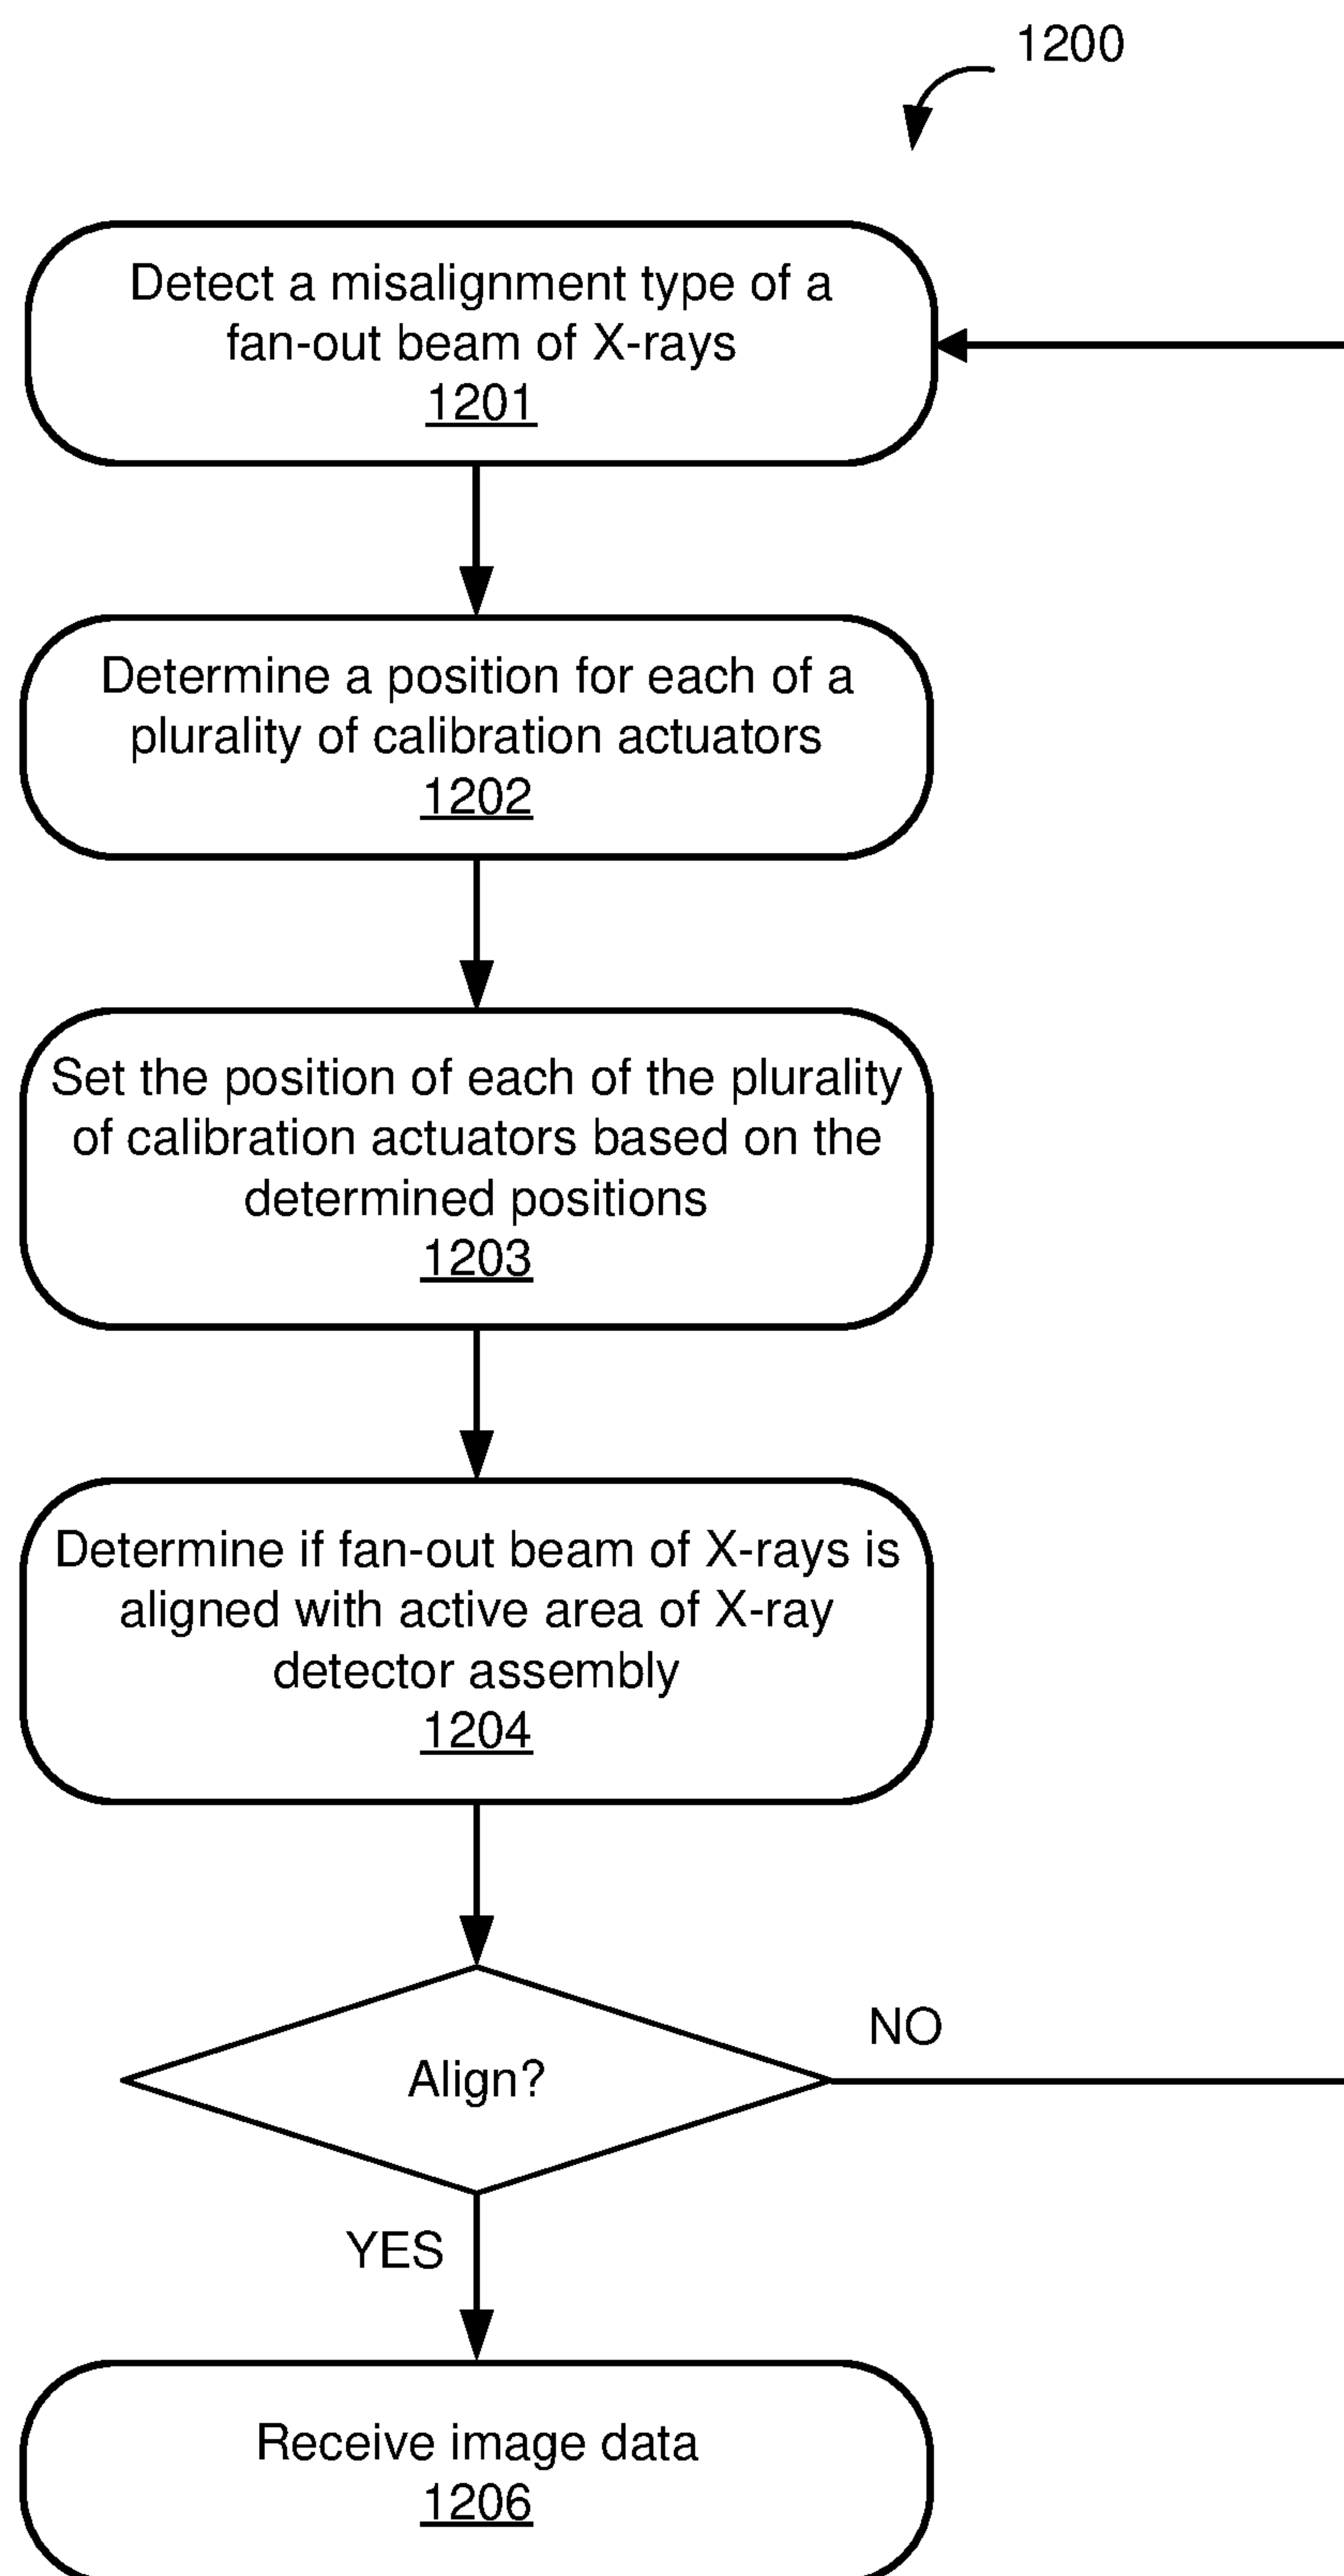 1200
Detect a misalignment type of a
fan-out beam of X-rays
1201
Determine a position for each of a
plurality of calibration actuators
1202
Set the position of each of the plurality
of calibration actuators based on the
determined positions
1203
Determine if fan-out beam of X-rays is
aligned with active area of X-ray
detector assembly
1204
Align?
NO
YES
Receive image data
1206